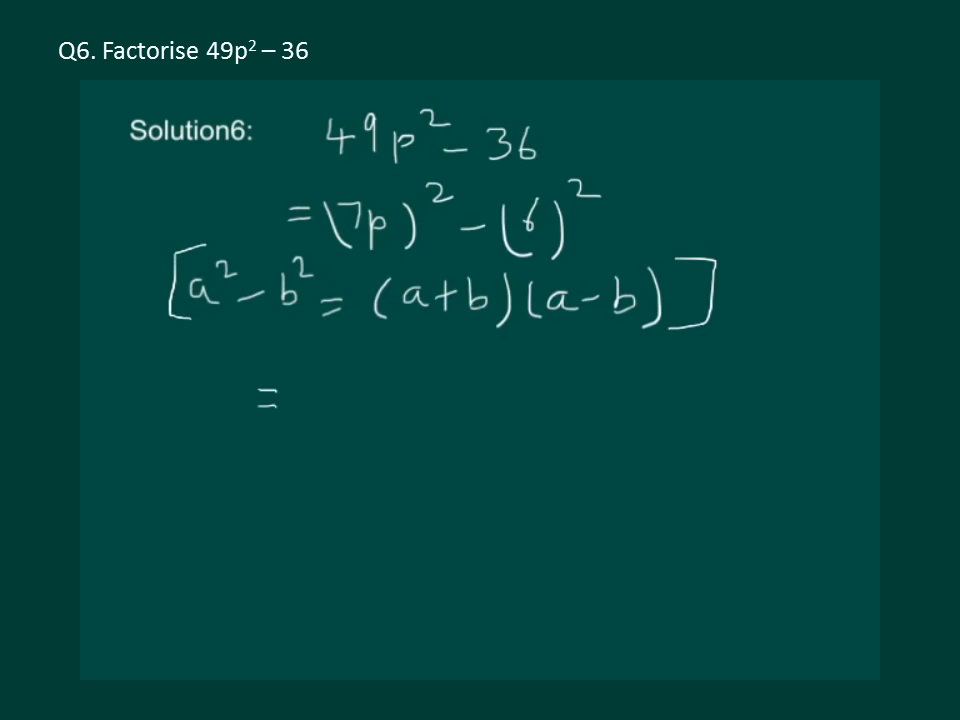 Q6. Factorise 49p² – 36
Solution6: 49p² - 36
= (7p)² - (6)²
[a² - b² = (a+b)(a-b)]
=